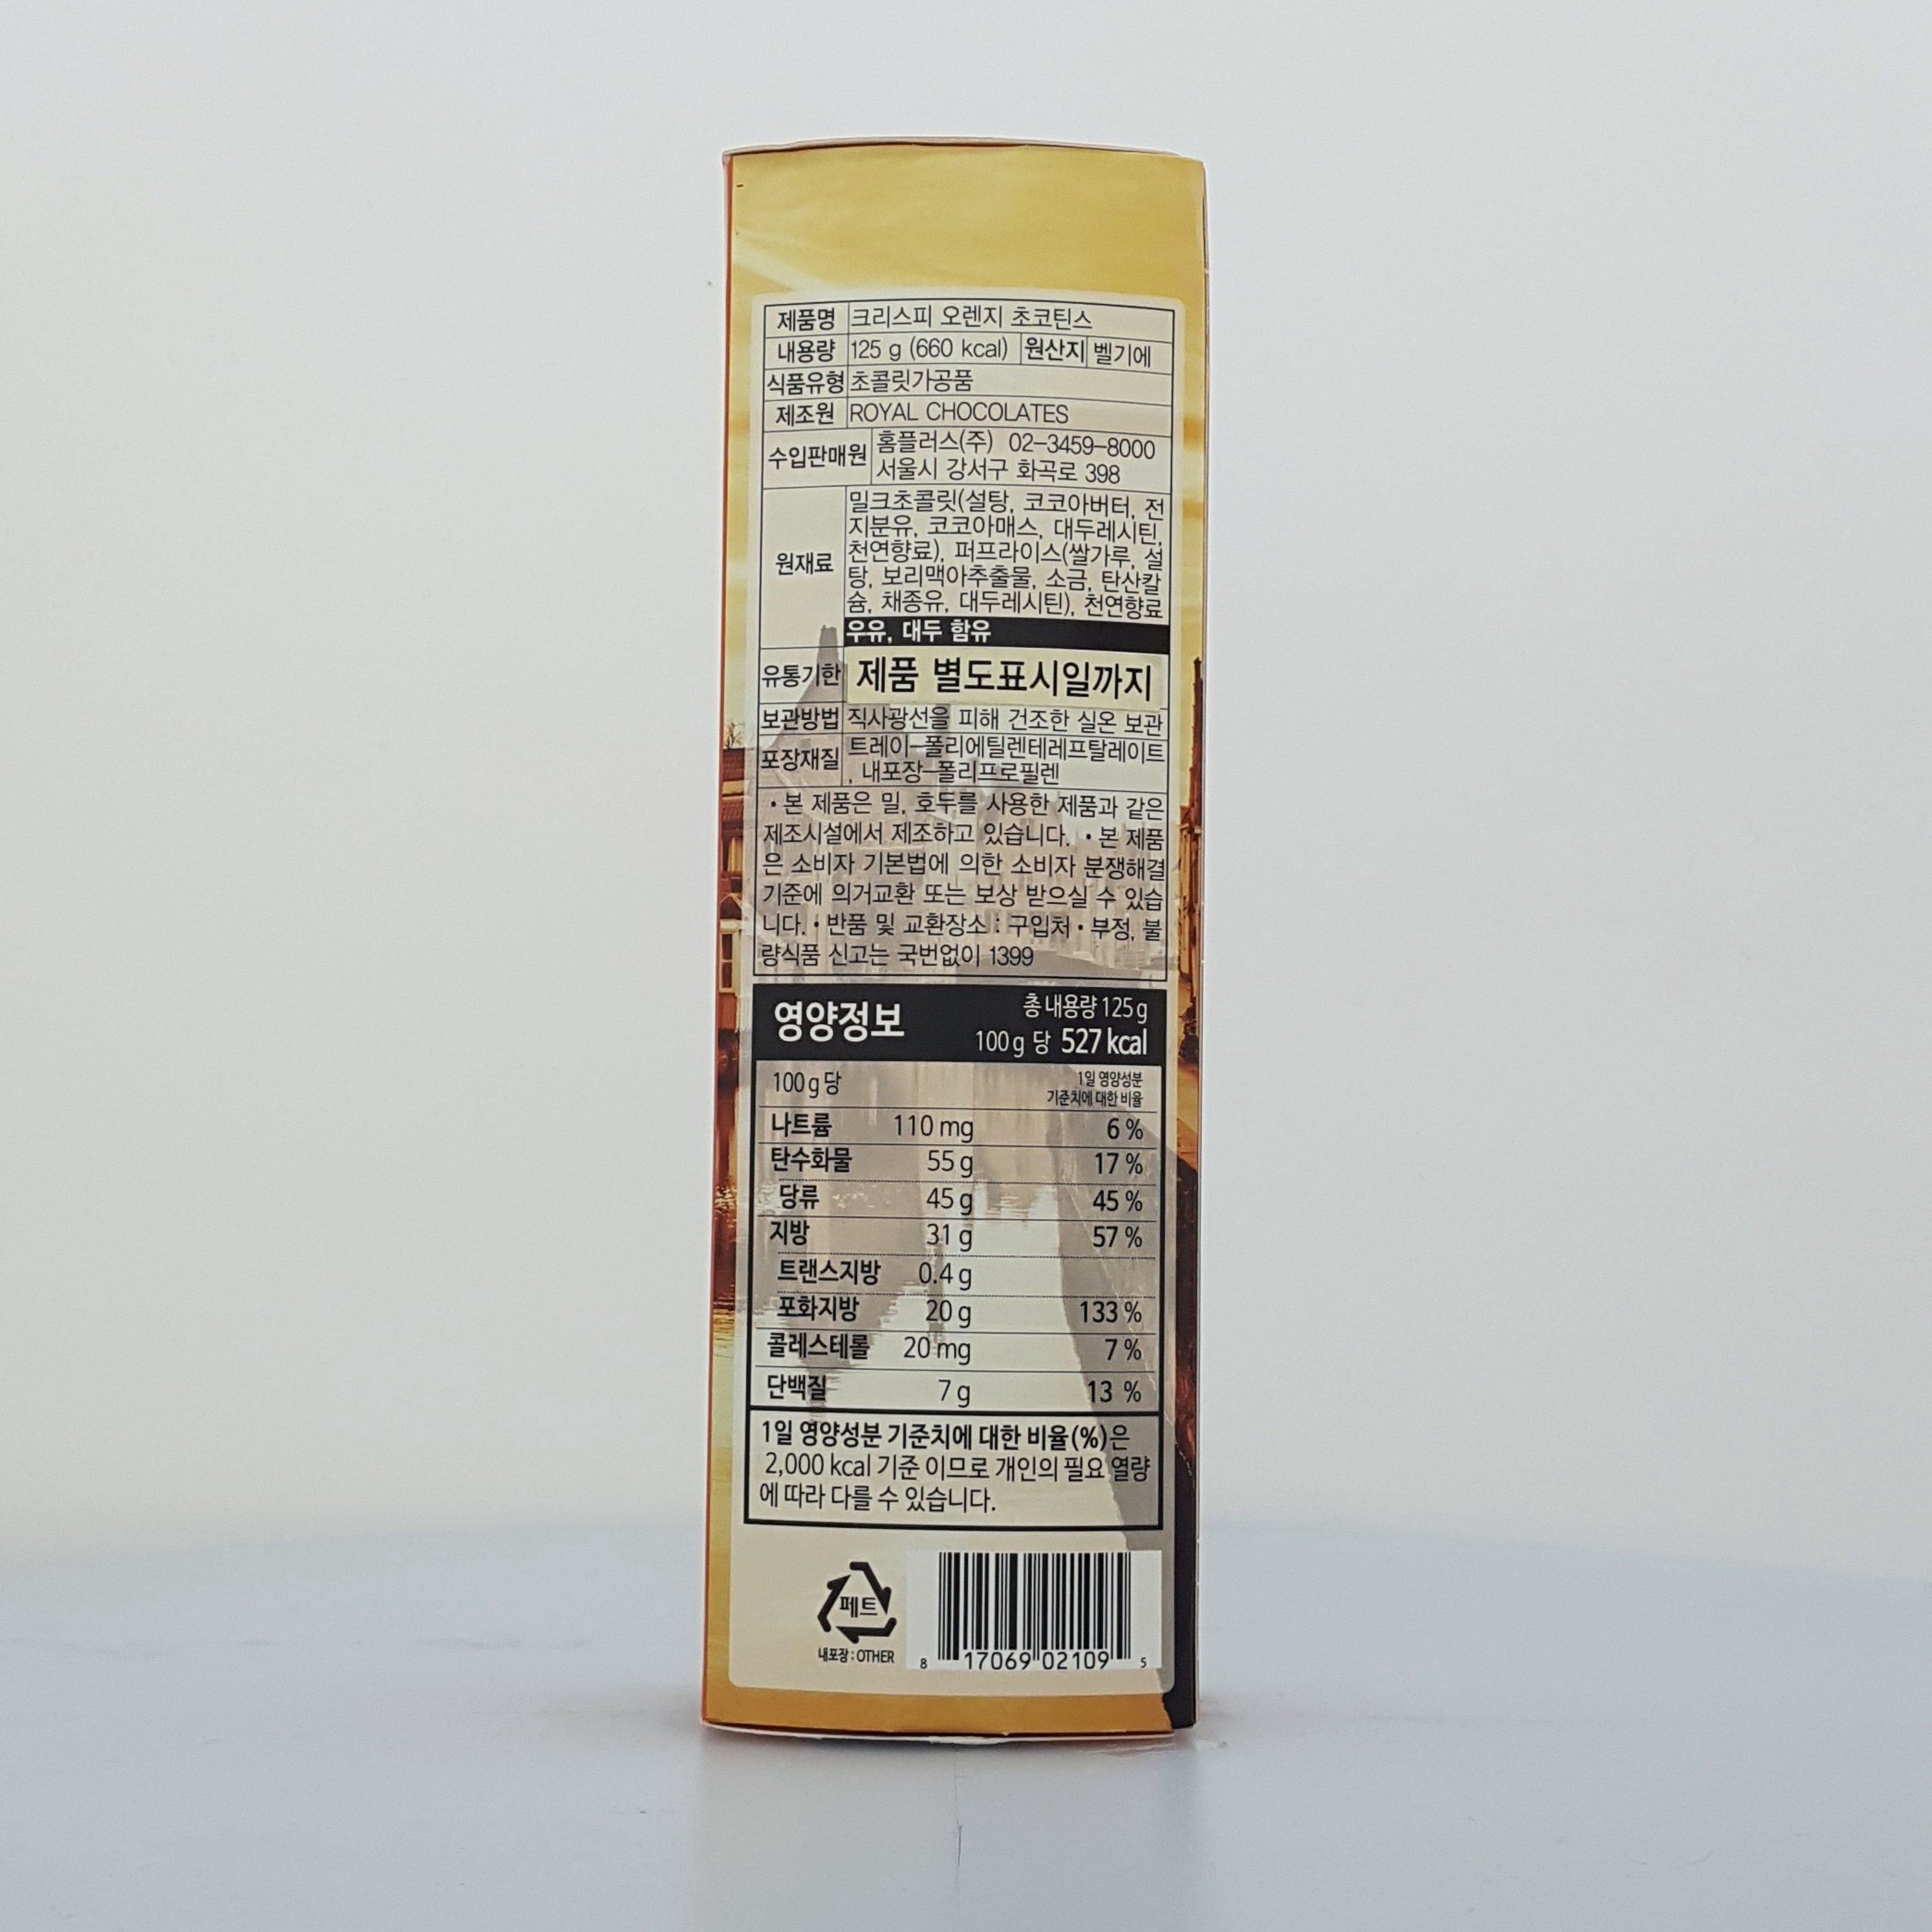 제품명 크리스피 오렌지 초코틴스
내용량 125 g (660 kcal) 원산지 벨기에
식품유형 초콜릿가공품
제조원 ROYAL CHOCOLATES
수입판매원 홈플러스(주) 02-3459-8000
서울시 강서구 화곡로 398
원재료 밀크초콜릿(설탕, 코코아버터, 전
지분유, 코코아매스, 대두레시틴,
천연향료), 퍼프라이스(쌀가루, 설
탕, 보리맥아추출물, 소금, 탄산칼
슘, 채종유, 대두레시틴), 천연향료
우유, 대두 함유
유통기한 제품 별도표시일까지
보관방법 직사광선을 피해 건조한 실온 보관
포장재질 트레이-폴리에틸렌테레프탈레이트
, 내포장-폴리프로필렌
• 본 제품은 밀, 호두를 사용한 제품과 같은
제조시설에서 제조하고 있습니다. • 본 제품
은 소비자 기본법에 의한 소비자 분쟁해결
기준에 의거교환 또는 보상 받으실 수 있습
니다. • 반품 및 교환장소 : 구입처 • 부정, 불
량식품 신고는 국번없이 1399
영양정보 총 내용량 125 g
100 g 당 527 kcal
100 g 당 1일 영양성분
기준치에 대한 비율
나트륨 110 mg 6 %
탄수화물 55 g 17 %
당류 45 g 45 %
지방 31 g 57 %
트랜스지방 0.4 g
포화지방 20 g 133 %
콜레스테롤 20 mg 7 %
단백질 7 g 13 %
1일 영양성분 기준치에 대한 비율(%)은
2,000 kcal 기준 이므로 개인의 필요 열량
에 따라 다를 수 있습니다.
페트
내포장 : OTHER
8 17069 02109 5